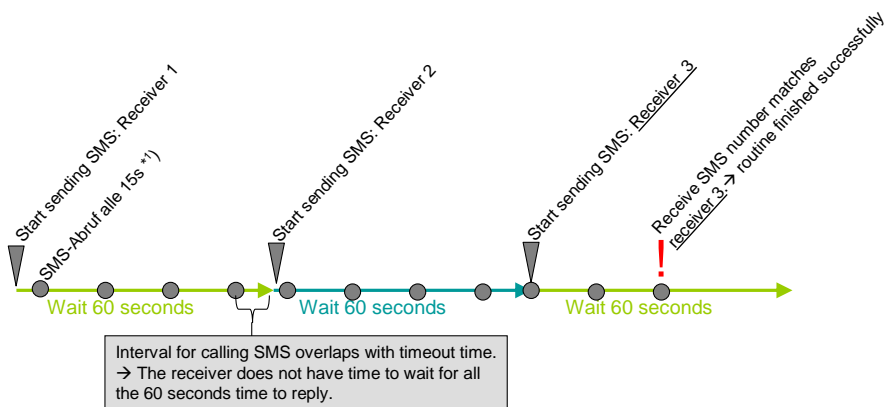 Start sending SMS: Receiver 1
SMS-Abruf alle 15s *1)
Start sending SMS: Receiver 2
Start sending SMS: Receiver 3
Receive SMS number matches
receiver 3. → routine finished successfully
!
Wait 60 seconds
Wait 60 seconds
Wait 60 seconds
Interval for calling SMS overlaps with timeout time.
→ The receiver does not have time to wait for all
the 60 seconds time to reply.